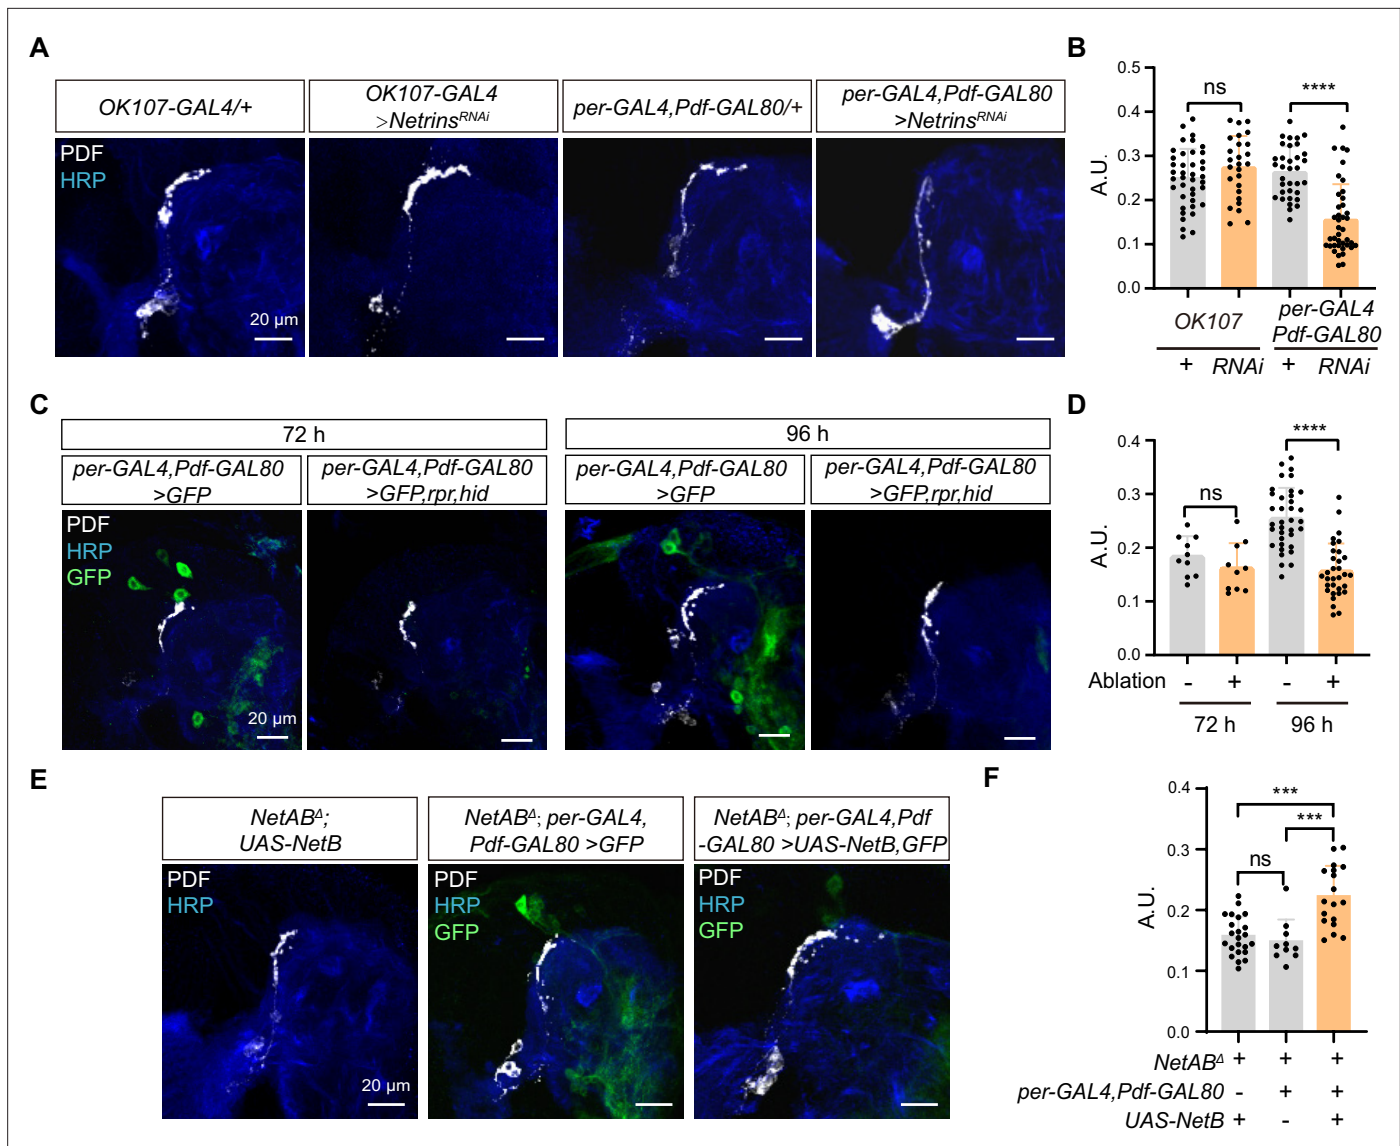 A
OK107-GAL4/+
OK107-GAL4
>Netrins^RNAi
per-GAL4,Pdf-GAL80/+
per-GAL4,Pdf-GAL80
>Netrins^RNAi
PDF
HRP
20 μm
B
0.5
0.4
0.3
0.2
0.1
0.0
A.U.
ns
****
OK107
per-GAL4
Pdf-GAL80
+ RNAi + RNAi
C
72 h
96 h
per-GAL4,Pdf-GAL80
>GFP
per-GAL4,Pdf-GAL80
>GFP,rpr,hid
per-GAL4,Pdf-GAL80
>GFP
per-GAL4,Pdf-GAL80
>GFP,rpr,hid
PDF
HRP
GFP
20 μm
D
0.4
0.3
0.2
0.1
0.0
A.U.
ns
****
Ablation - + - +
72 h 96 h
E
NetAB^Δ;
UAS-NetB
NetAB^Δ; per-GAL4,
Pdf-GAL80 >GFP
NetAB^Δ; per-GAL4,Pdf
-GAL80 >UAS-NetB,GFP
PDF
HRP
20 μm
PDF
HRP
GFP
PDF
HRP
GFP
F
0.4
0.3
0.2
0.1
0.0
A.U.
***
***
ns
NetAB^Δ + + +
per-GAL4,Pdf-GAL80 - + +
UAS-NetB + - +